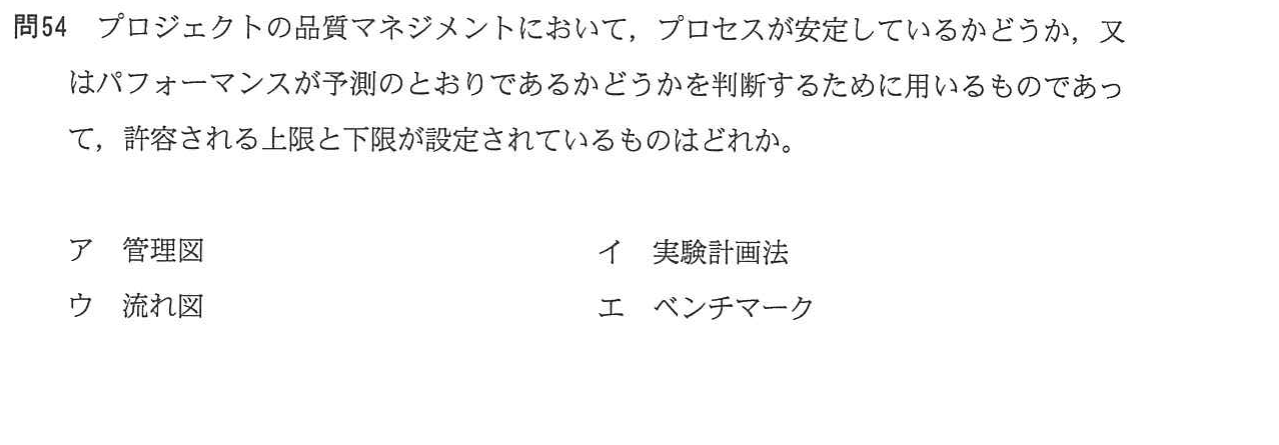 問54　プロジェクトの品質マネジメントにおいて，プロセスが安定しているかどうか，又
はパフォーマンスが予測のとおりであるかどうかを判断するために用いるものであっ
て，許容される上限と下限が設定されているものはどれか。
ア　管理図　イ　実験計画法
ウ　流れ図　エ　ベンチマーク